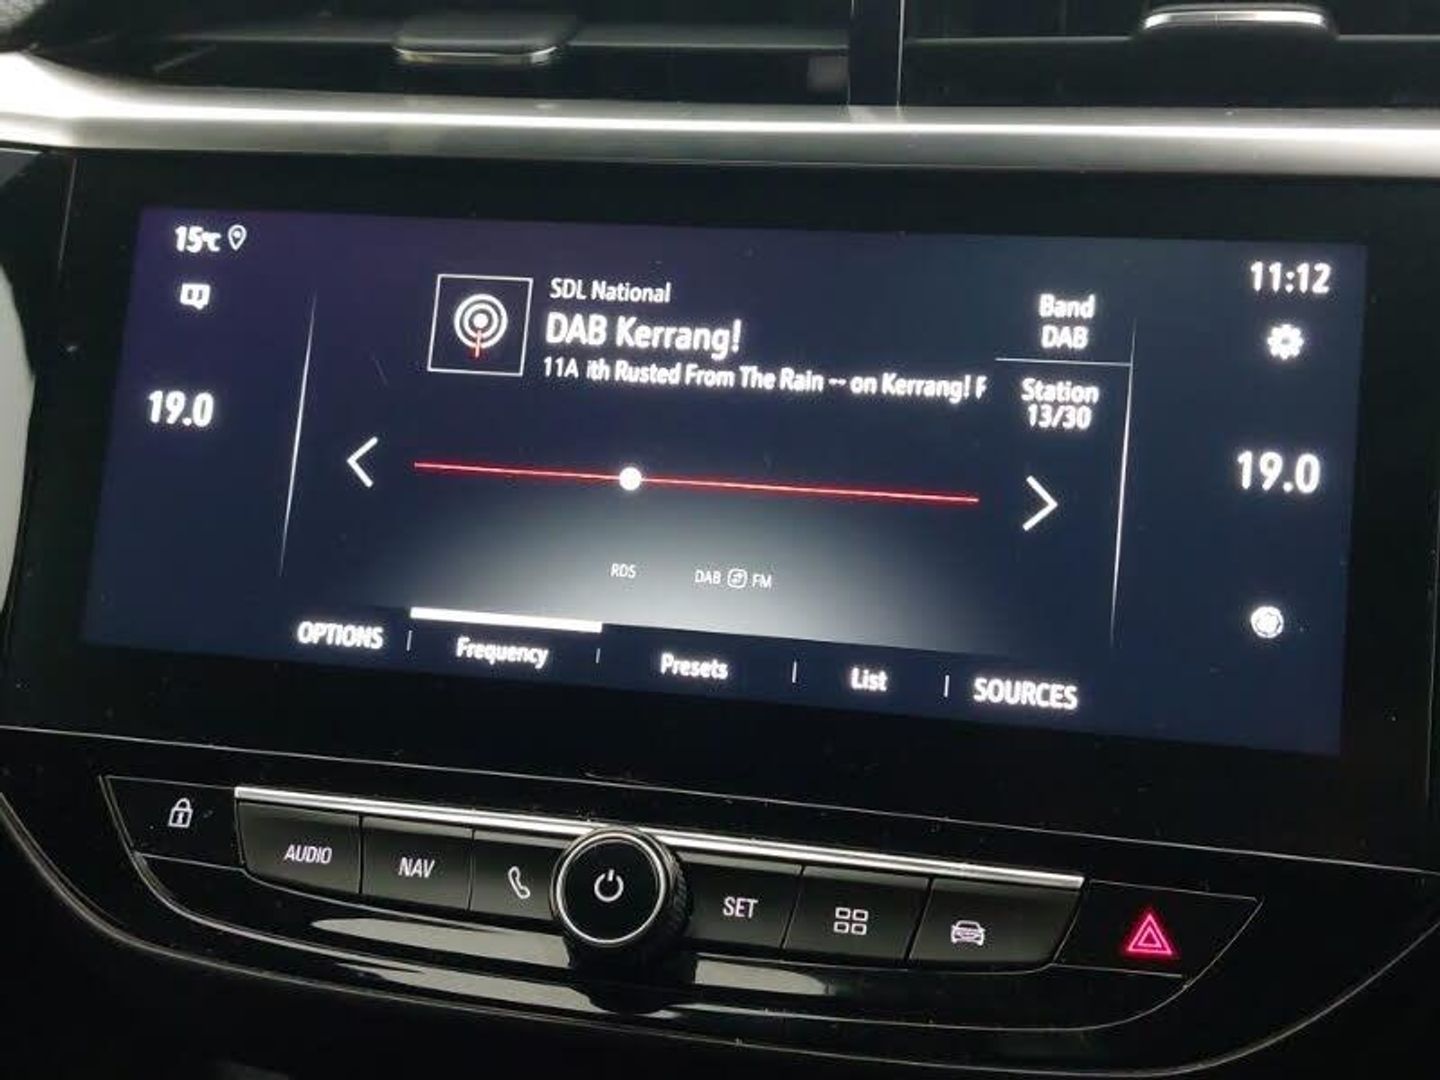 15℃
11:12
SDL National
DAB Kerrang!
11A ith Rusted From The Rain -- on Kerrang! F
Band
DAB
Station
13/30
19.0
19.0
RDS
DAB FM
OPTIONS
Frequency
Presets
List
SOURCES
AUDIO
NAV
SET